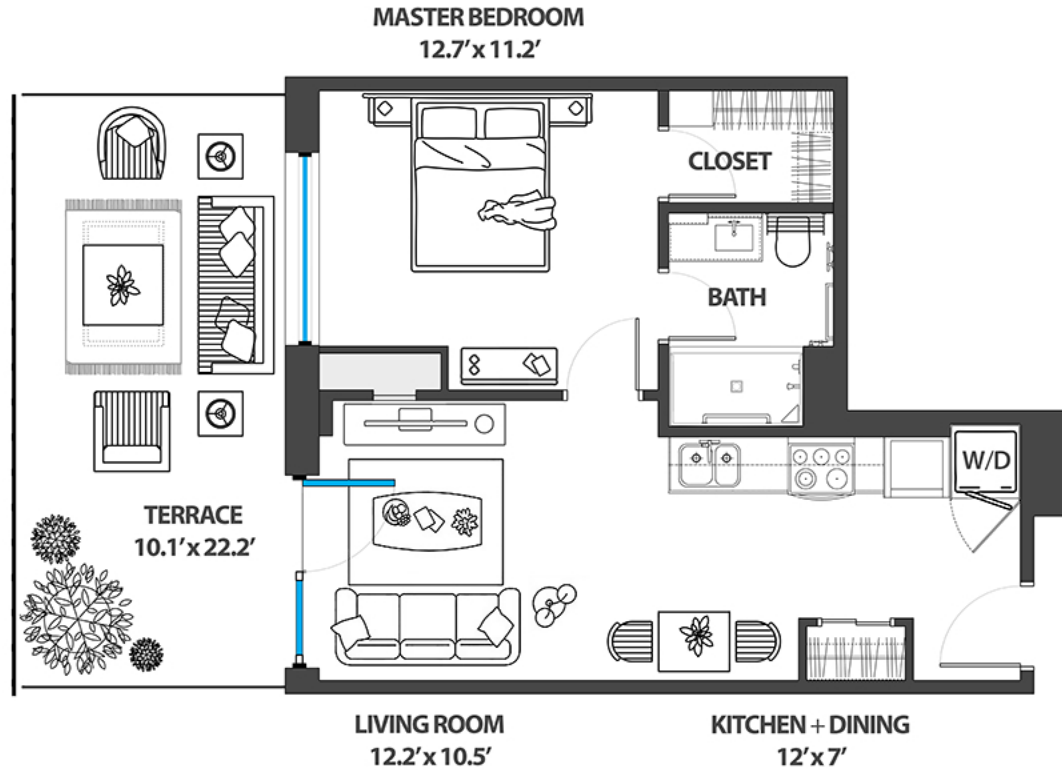 MASTER BEDROOM
12.7’ x 11.2’
CLOSET
BATH
W/D
TERRACE
10.1’ x 22.2’
LIVING ROOM
12.2’ x 10.5’
KITCHEN + DINING
12’ x 7’